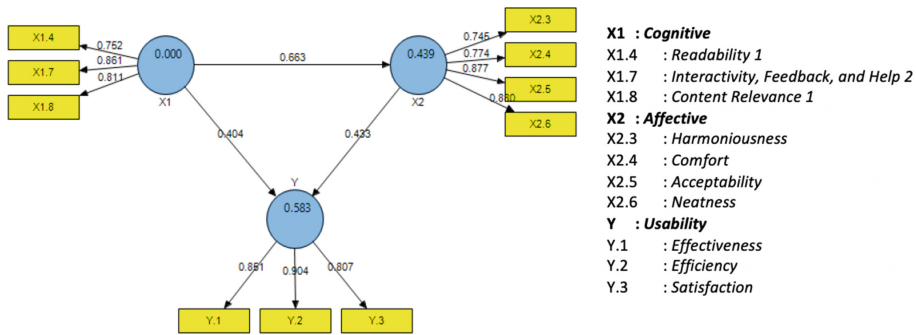 X1.4
X1.7
X1.8
0.752
0.861
0.811
0.000
X1
0.663
0.439
X2
0.745
0.774
0.877
X2.3
X2.4
X2.5
X2.6
0.404
0.433
Y
0.583
0.904
0.807
Y.1
Y.2
Y.3
X1 : Cognitive
X1.4 : Readability 1
X1.7 : Interactivity, Feedback, and Help 2
X1.8 : Content Relevance 1
X2 : Affective
X2.3 : Harmoniousness
X2.4 : Comfort
X2.5 : Acceptability
X2.6 : Neatness
Y : Usability
Y.1 : Effectiveness
Y.2 : Efficiency
Y.3 : Satisfaction